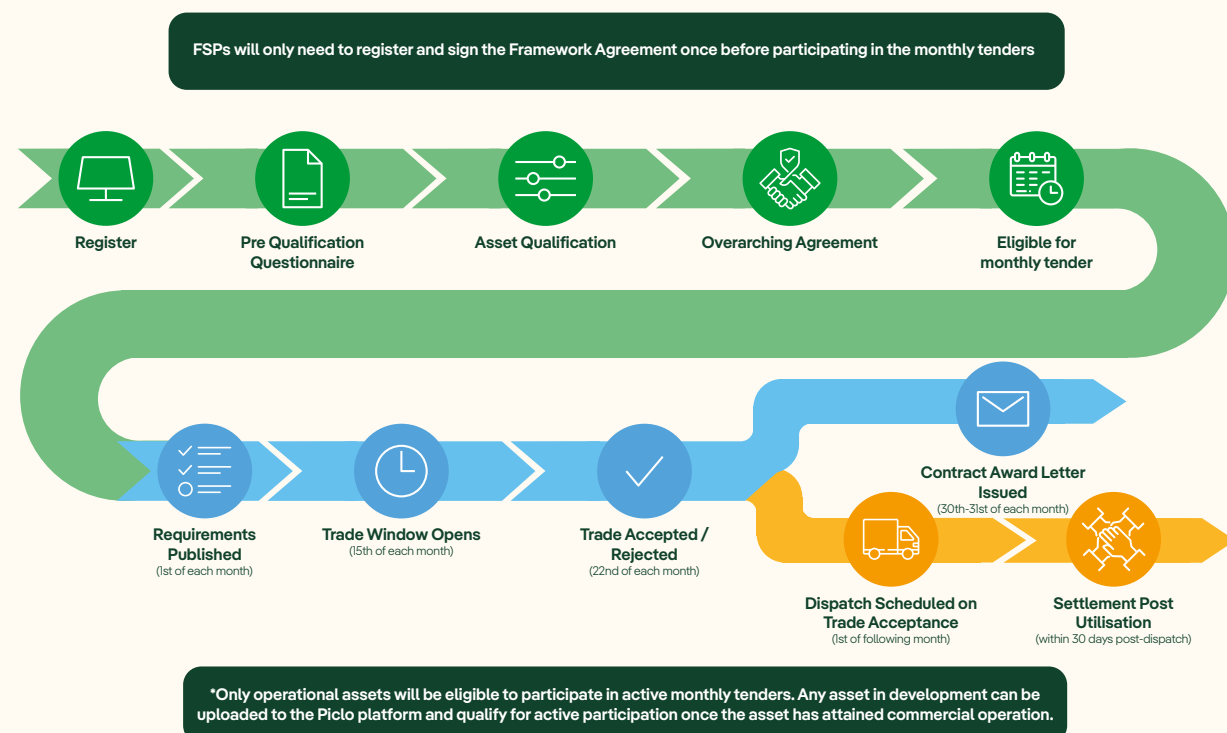 FSPs will only need to register and sign the Framework Agreement once before participating in the monthly tenders
Register
Pre Qualification
Questionnaire
Asset Qualification
Overarching Agreement
Eligible for
monthly tender
Requirements
Published
(1st of each month)
Trade Window Opens
(15th of each month)
Trade Accepted /
Rejected
(22nd of each month)
Contract Award Letter
Issued
(30th-31st of each month)
Dispatch Scheduled on
Trade Acceptance
(1st of following month)
Settlement Post
Utilisation
(within 30 days post-dispatch)
*Only operational assets will be eligible to participate in active monthly tenders. Any asset in development can be
uploaded to the Piclo platform and qualify for active participation once the asset has attained commercial operation.